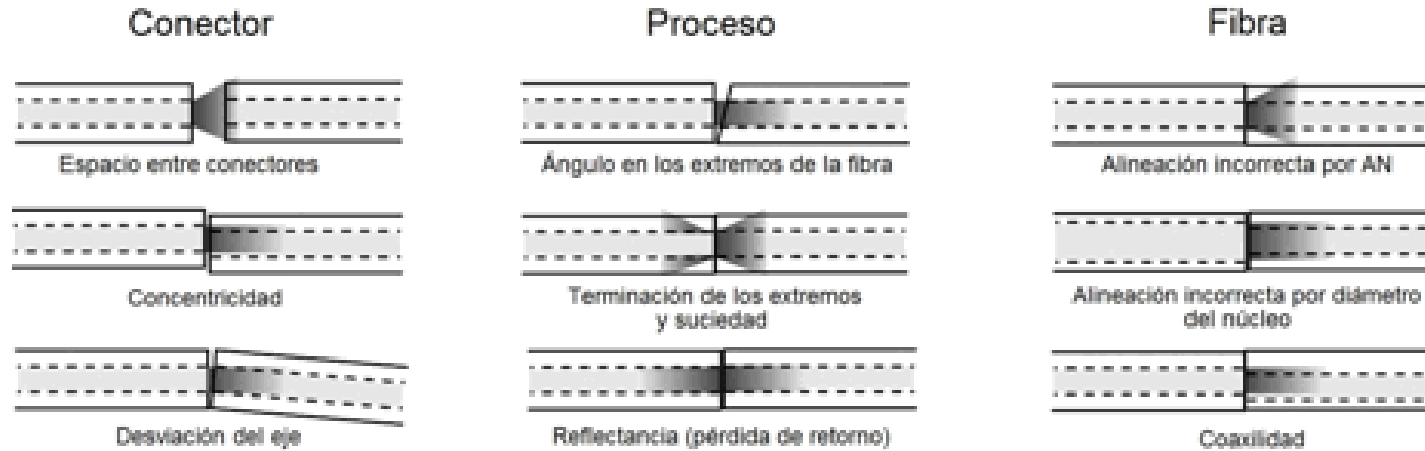 Conector
Proceso
Fibra
Espacio entre conectores
Ángulo en los extremos de la fibra
Alineación incorrecta por AN
Concentricidad
Terminación de los extremos
y suciedad
Alineación incorrecta por diámetro
del núcleo
Desviación del eje
Reflectancia (pérdida de retorno)
Coaxilidad